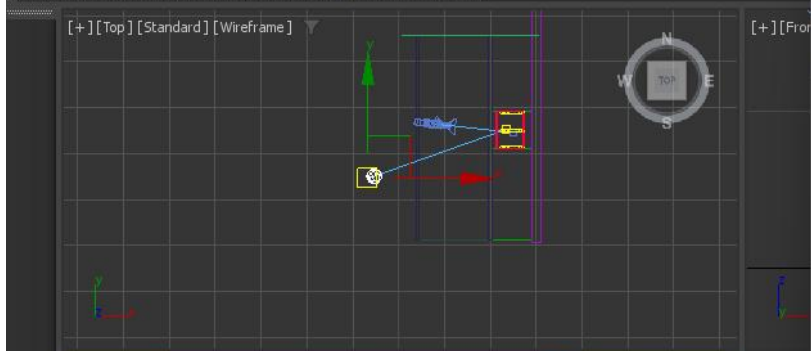 [+] [Top] [Standard] [Wireframe]
[+] [Fron
N
W TOP E
S
y
x
y
z x
z
y